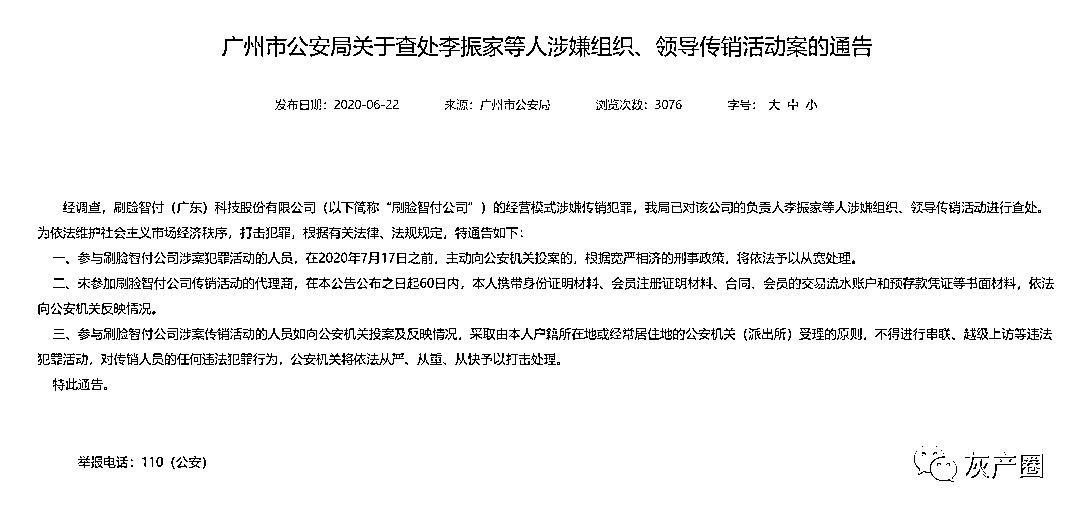 广州市公安局关于查处李振家等人涉嫌组织、领导传销活动案的通告
发布日期：2020-06-22 来源：广州市公安局 浏览次数：3076 字号： 大 中 小
经调查，刷脸智付（广东）科技股份有限公司（以下简称“刷脸智付公司”）的经营模式涉嫌传销犯罪，我局已对该公司的负责人李振家等人涉嫌组织、领导传销活动进行查处。
为依法维护社会主义市场经济秩序，打击犯罪，根据有关法律、法规规定，特通告如下：
一、参与刷脸智付公司涉案犯罪活动的人员，在2020年7月17日之前，主动向公安机关投案的，根据宽严相济的刑事政策，将依法予以从宽处理。
二、未参加刷脸智付公司传销活动的代理商，在本公告公布之日起60日内，本人携带身份证明材料、会员注册证明材料、合同、会员的交易流水账户和预存款凭证等书面材料，依法
向公安机关反映情况。
三、参与刷脸智付公司涉案传销活动的人员如向公安机关投案及反映情况，采取由本人户籍所在地或经常居住地的公安机关（派出所）受理的原则，不得进行串联、越级上访等违法
犯罪活动，对传销人员的任何违法犯罪行为，公安机关将依法从严、从重、从快予以打击处理。
特此通告。
举报电话：110（公安）
灰产圈